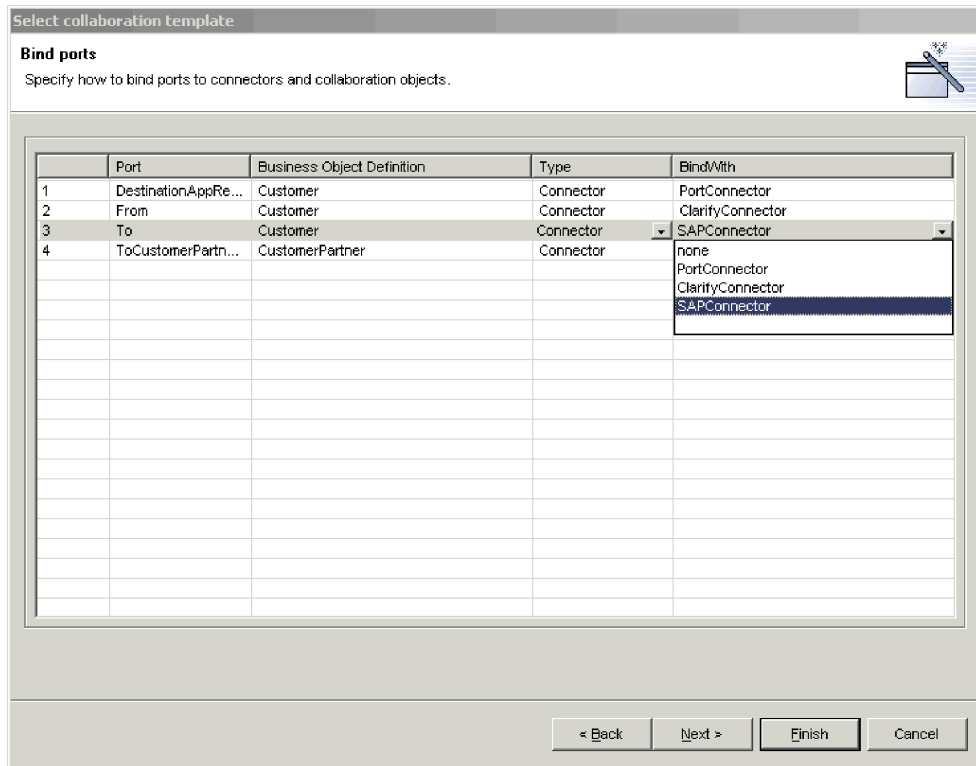 Select collaboration template
Bind ports
Specify how to bind ports to connectors and collaboration objects.
Port Business Object Definition Type BindWith
1 DestinationAppRe... Customer Connector PortConnector
2 From Customer Connector ClarifyConnector
3 To Customer Connector SAPConnector
4 ToCustomerPartn... CustomerPartner Connector
none
PortConnector
ClarifyConnector
SAPConnector
< Back Next > Finish Cancel